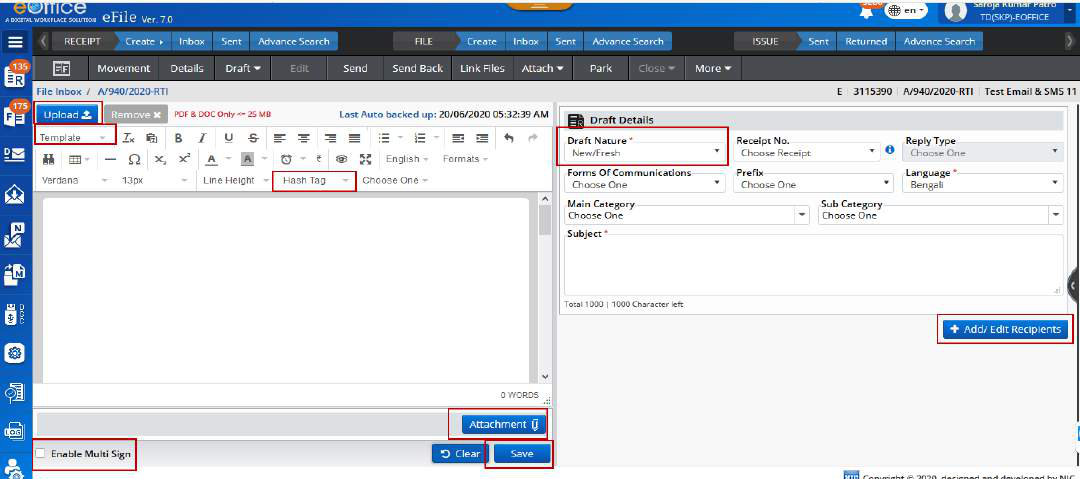 eOffice
A DIGITAL WORKPLACE SOLUTION eFile Ver. 7.0
en
Saroja Kumar Patro
TD(SKP)-EOFFICE
RECEIPT Create Inbox Sent Advance Search FILE Create Inbox Sent Advance Search ISSUE Sent Returned Advance Search
Movement Details Draft Edit Send Send Back Link Files Attach Park Close More
135
File Inbox / A/940/2020-RTI E 3115390 A/940/2020-RTI Test Email & SMS 11
175
Upload Remove PDF & DOC Only <= 25 MB Last Auto backed up: 20/06/2020 05:32:39 AM
Template
B I U S
English Formats
Verdana 13px Line Height Hash Tag Choose One
0 WORDS
Attachment
Enable Multi Sign Clear Save
Draft Details
Draft Nature * Receipt No. Reply Type
New/Fresh Choose Receipt Choose One
Forms Of Communications Prefix Language *
Choose One Choose One Bengali
Main Category Sub Category
Choose One Choose One
Subject *
Total 1000 | 1000 Character left
+ Add/ Edit Recipients
DSC
Copyright © 2020, designed and developed by NIC